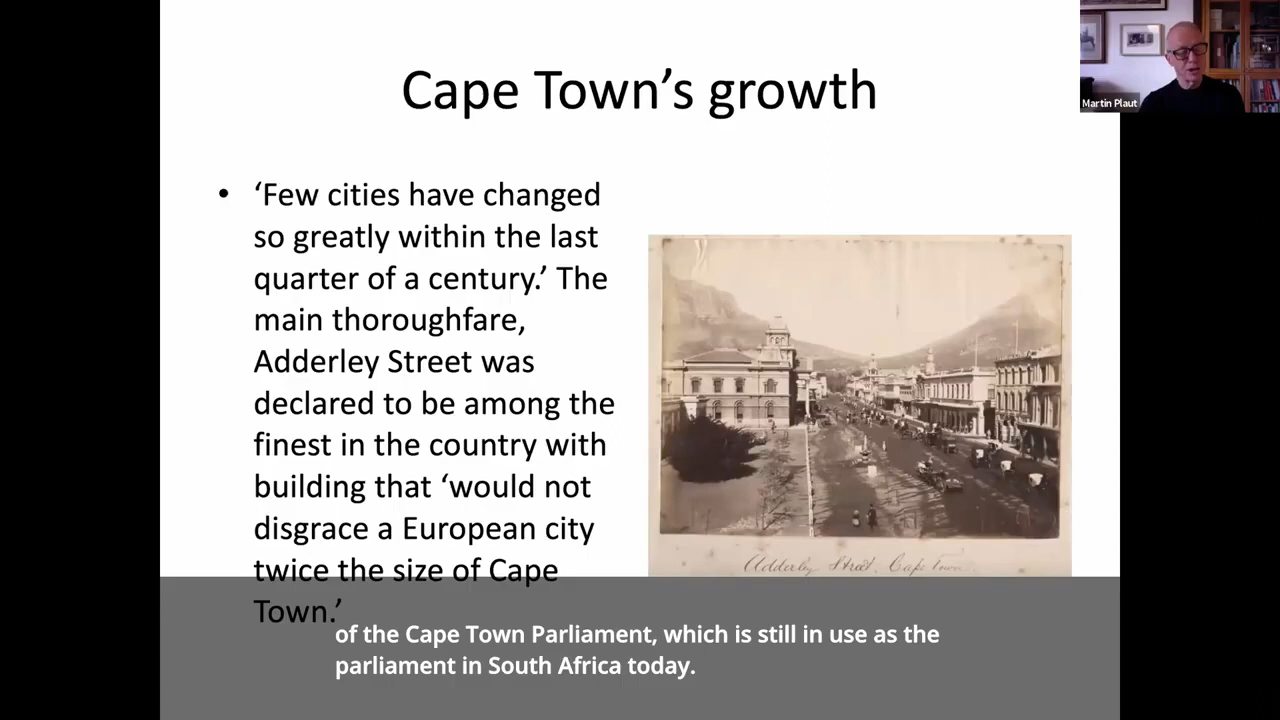 Cape Town’s growth
Martin Plaut
• ‘Few cities have changed
so greatly within the last
quarter of a century.’ The
main thoroughfare,
Adderley Street was
declared to be among the
finest in the country with
building that ‘would not
disgrace a European city
twice the size of Cape
Town.’
Adderley Street, Cape Town.
of the Cape Town Parliament, which is still in use as the
parliament in South Africa today.